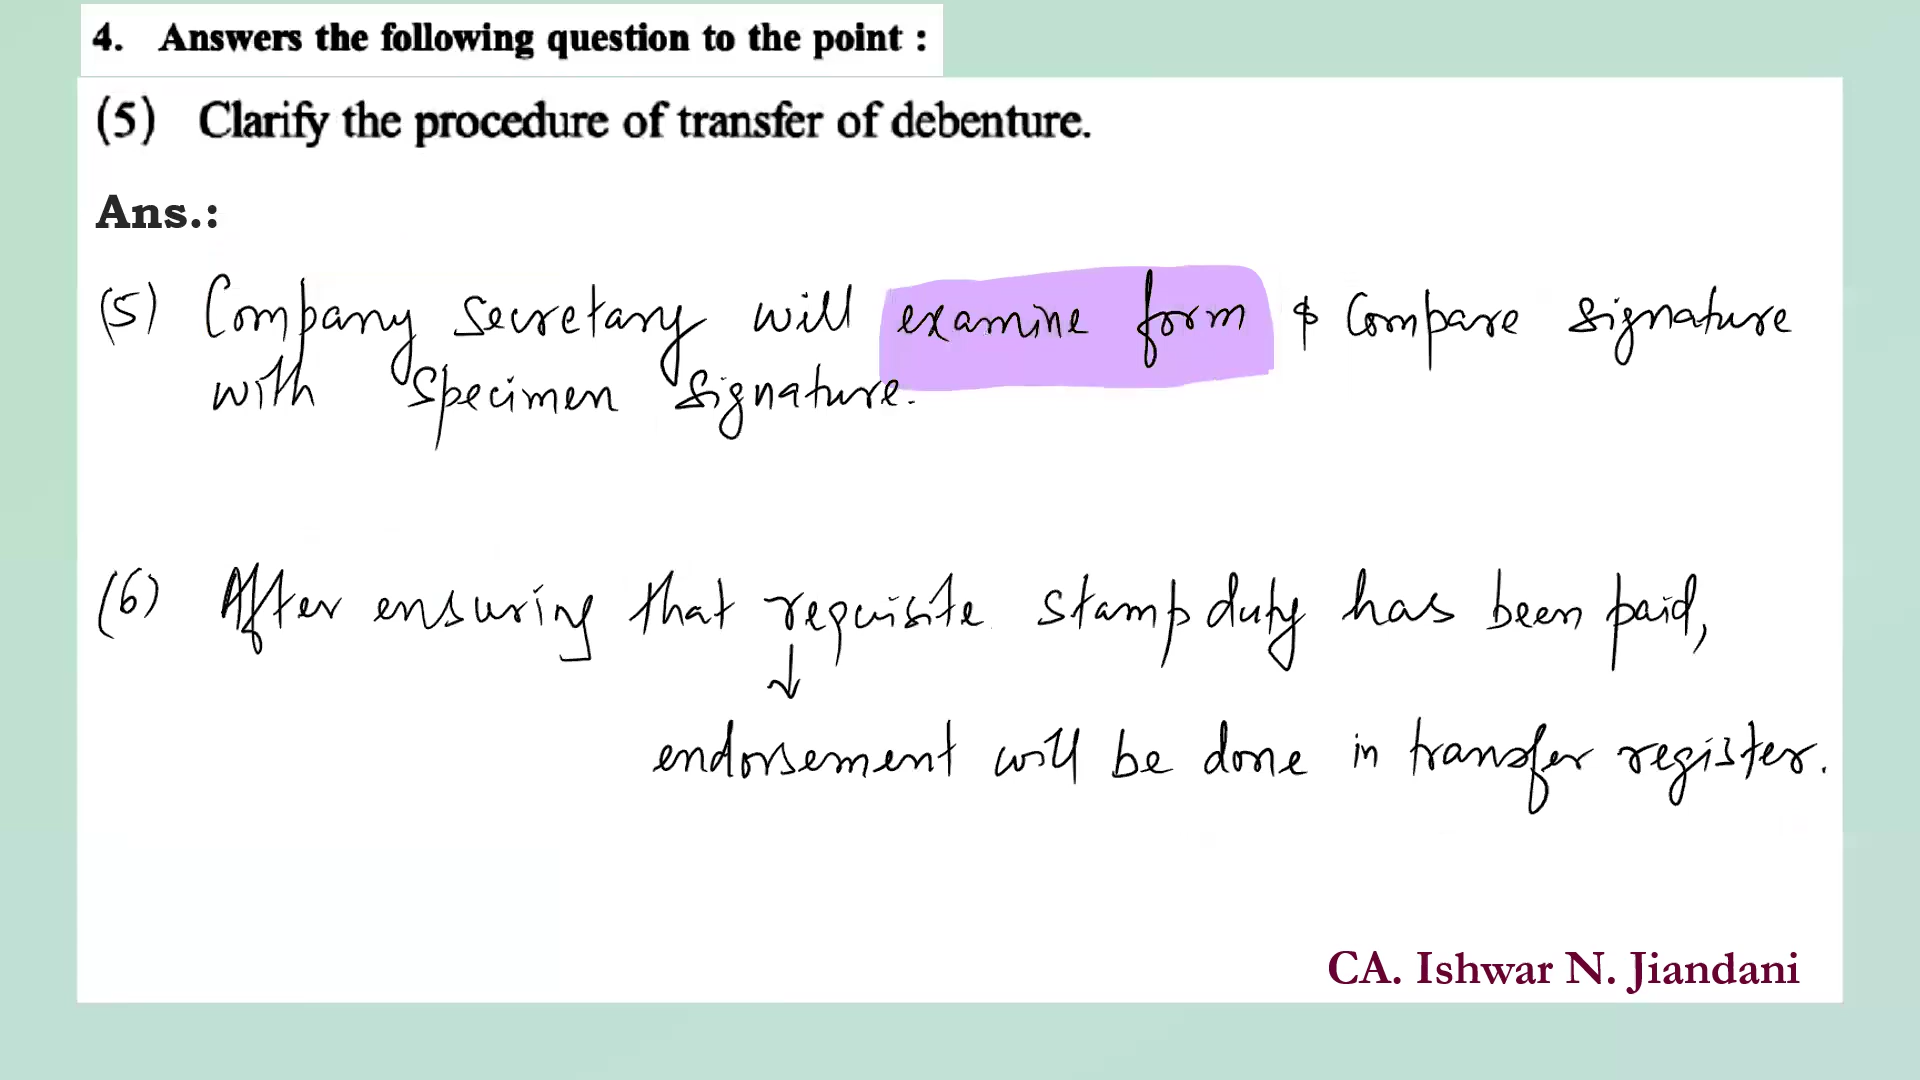 4. Answers the following question to the point :
(5) Clarify the procedure of transfer of debenture.
Ans.:
(5) Company Secretary will examine form & Compare signature
with Specimen Signature.
(6) After ensuring that requisite stamp duty has been paid,
↓
endorsement will be done in transfer register.
CA. Ishwar N. Jiandani